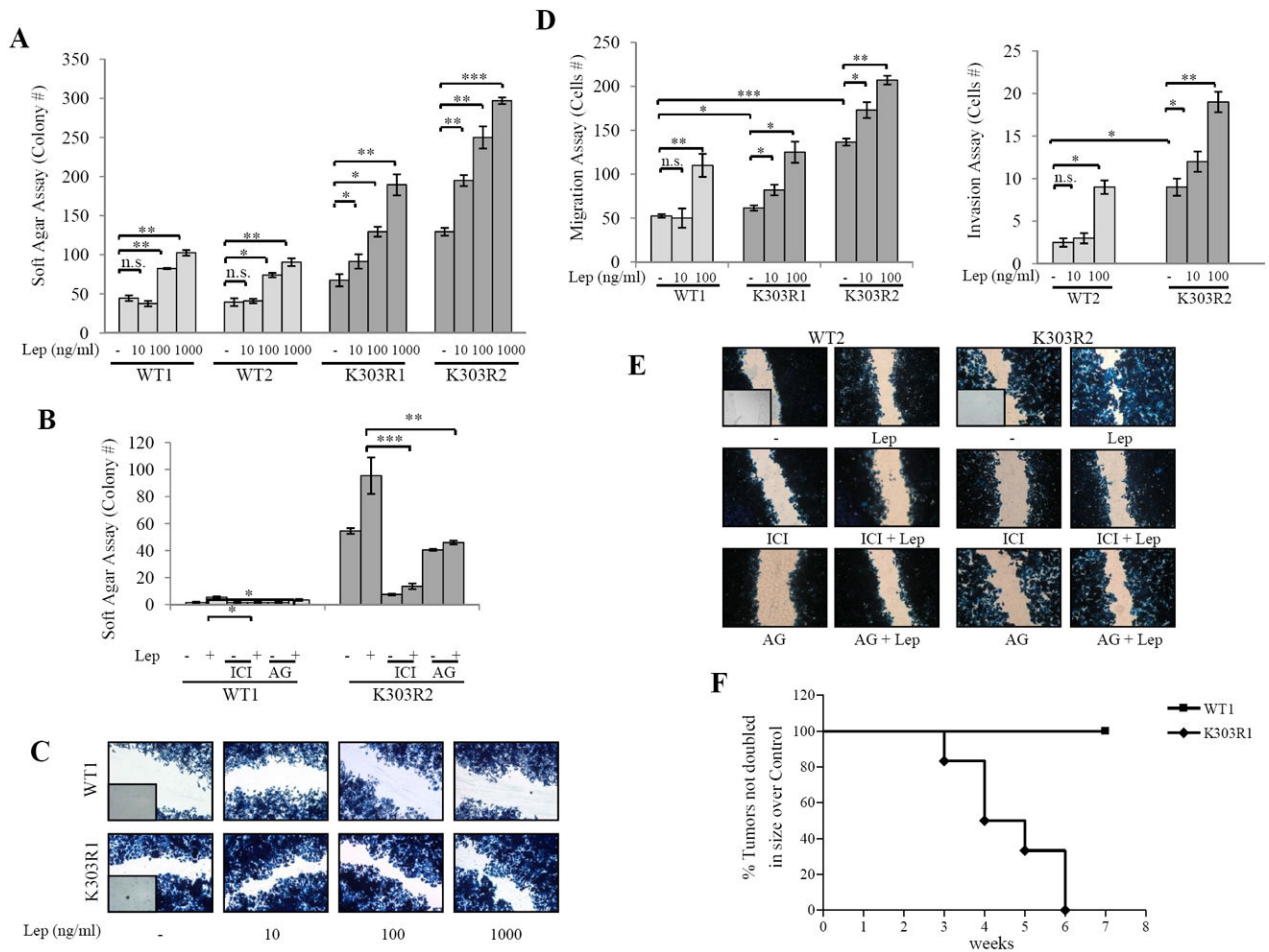 A
Soft Agar Assay (Colony #)
350
300
250
200
150
100
50
0
***
**
**
**
*
*
**
**
n.s.
**
*
n.s.
Lep (ng/ml)
- 10 100 1000 - 10 100 1000 - 10 100 1000 - 10 100 1000
WT1 WT2 K303R1 K303R2
B
Soft Agar Assay (Colony #)
120
100
80
60
40
20
0
**
***
*
*
Lep - + - + - + - + - + - +
ICI AG ICI AG
WT1 K303R2
C
WT1
K303R1
Lep (ng/ml) - 10 100 1000
D
Migration Assay (Cells #)
250
200
150
100
50
0
***
*
**
n.s.
*
*
**
*
Lep (ng/ml) - 10 100 - 10 100 - 10 100
WT1 K303R1 K303R2
Invasion Assay (Cells #)
25
20
15
10
5
0
*
*
n.s.
**
*
- 10 100 - 10 100
WT2 K303R2
E
WT2 K303R2
- Lep - Lep
ICI ICI + Lep ICI ICI + Lep
AG AG + Lep AG AG + Lep
F
% Tumors not doubled
in size over Control
120
100
80
60
40
20
0
0 1 2 3 4 5 6 7 8
weeks
WT1
K303R1